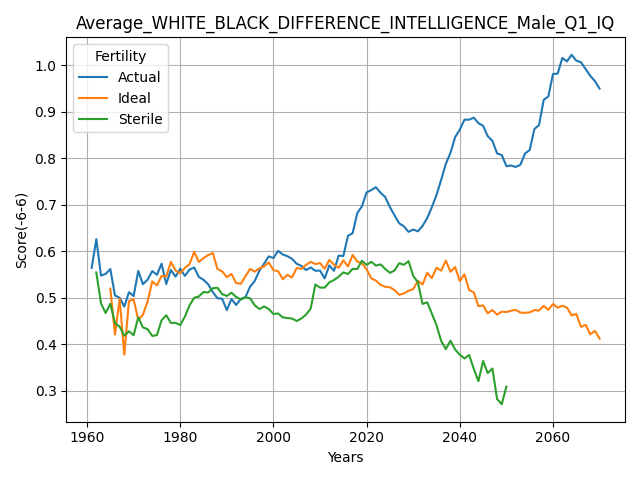 Average_WHITE_BLACK_DIFFERENCE_INTELLIGENCE_Male_Q1_IQ
Fertility
Actual
Ideal
Sterile
Score(-6-6)
1.0
0.9
0.8
0.7
0.6
0.5
0.4
0.3
1960 1980 2000 2020 2040 2060
Years